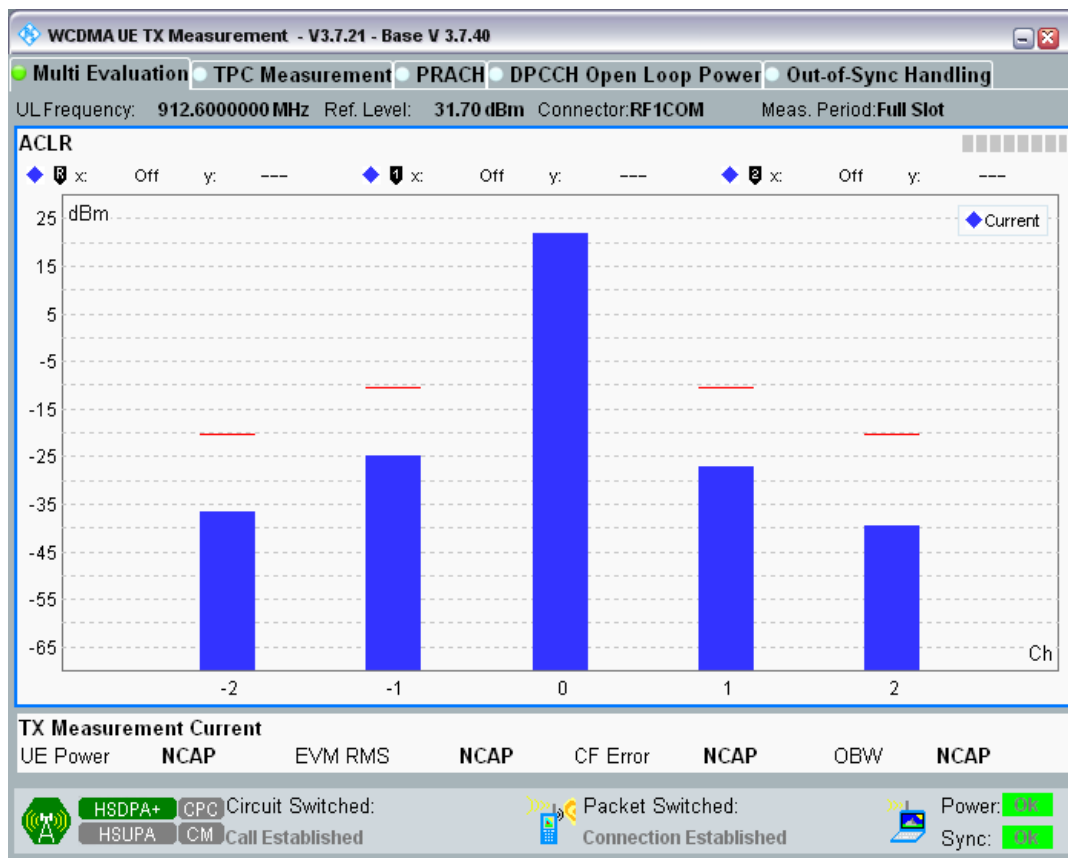 WCDMA UE TX Measurement - V3.7.21 - Base V 3.7.40
Multi Evaluation TPC Measurement PRACH DPCCH Open Loop Power Out-of-Sync Handling
UL Frequency: 912.6000000 MHz Ref. Level: 31.70 dBm Connector:RF1COM Meas. Period:Full Slot
ACLR
R x: Off y: --- 1 x: Off y: --- 2 x: Off y: ---
dBm
Current
25
15
5
-5
-15
-25
-35
-45
-55
-65
Ch
-2 -1 0 1 2
TX Measurement Current
UE Power NCAP EVM RMS NCAP CF Error NCAP OBW NCAP
HSDPA+ CPC Circuit Switched: Packet Switched: Power: Ok
HSUPA CM Call Established Connection Established Sync: Ok